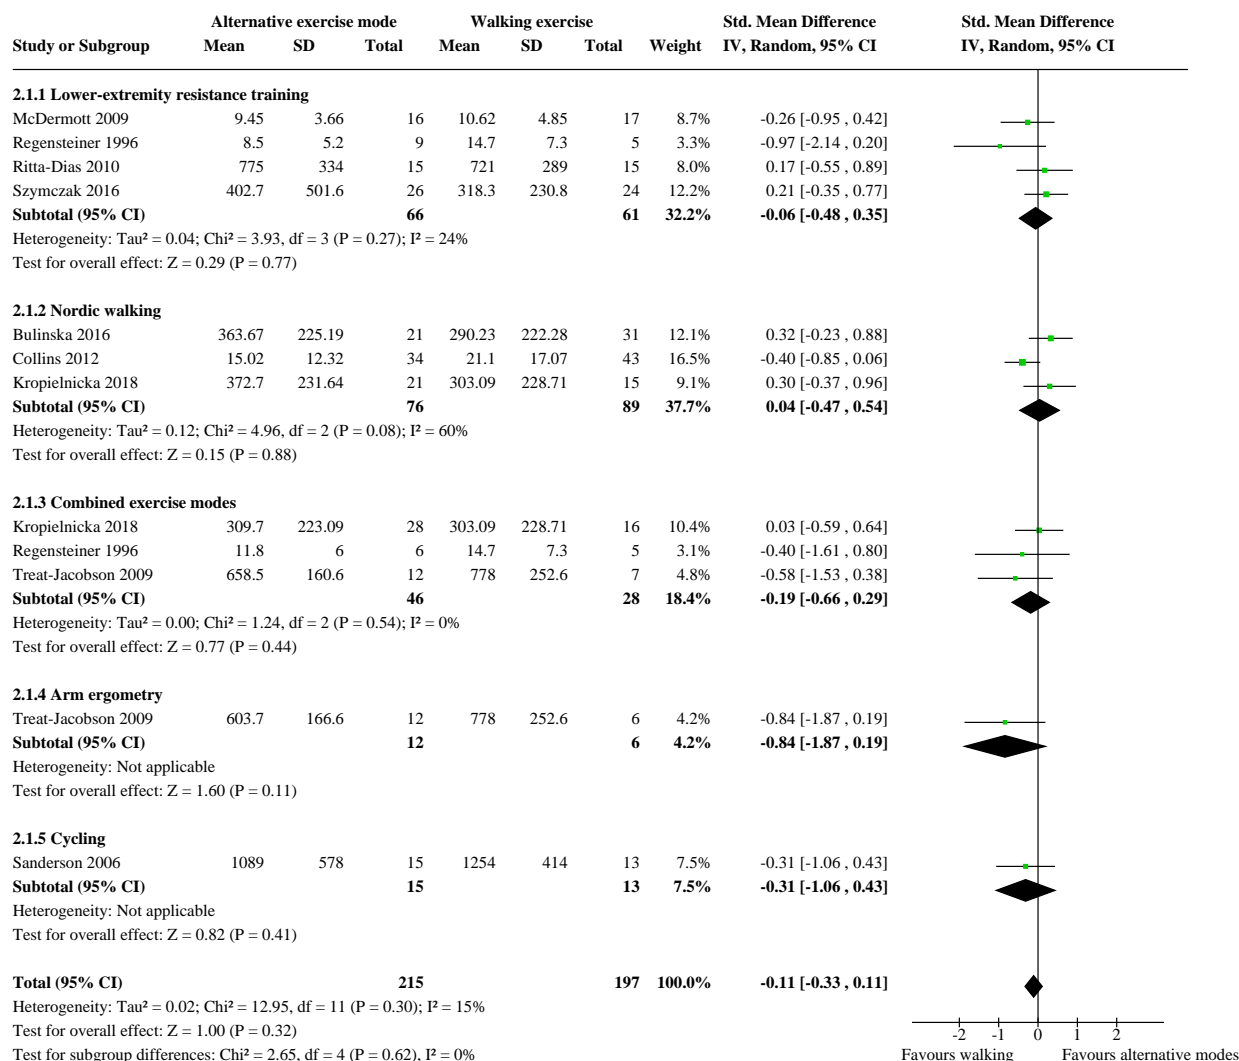 Alternative exercise mode Walking exercise Std. Mean Difference Std. Mean Difference
Study or Subgroup Mean SD Total Mean SD Total Weight IV, Random, 95% CI IV, Random, 95% CI
2.1.1 Lower-extremity resistance training
McDermott 2009 9.45 3.66 16 10.62 4.85 17 8.7% -0.26 [-0.95 , 0.42]
Regensteiner 1996 8.5 5.2 9 14.7 7.3 5 3.3% -0.97 [-2.14 , 0.20]
Ritta-Dias 2010 775 334 15 721 289 15 8.0% 0.17 [-0.55 , 0.89]
Szymczak 2016 402.7 501.6 26 318.3 230.8 24 12.2% 0.21 [-0.35 , 0.77]
Subtotal (95% CI) 66 61 32.2% -0.06 [-0.48 , 0.35]
Heterogeneity: Tau² = 0.04; Chi² = 3.93, df = 3 (P = 0.27); I² = 24%
Test for overall effect: Z = 0.29 (P = 0.77)
2.1.2 Nordic walking
Bulinska 2016 363.67 225.19 21 290.23 222.28 31 12.1% 0.32 [-0.23 , 0.88]
Collins 2012 15.02 12.32 34 21.1 17.07 43 16.5% -0.40 [-0.85 , 0.06]
Kropielnicka 2018 372.7 231.64 21 303.09 228.71 15 9.1% 0.30 [-0.37 , 0.96]
Subtotal (95% CI) 76 89 37.7% 0.04 [-0.47 , 0.54]
Heterogeneity: Tau² = 0.12; Chi² = 4.96, df = 2 (P = 0.08); I² = 60%
Test for overall effect: Z = 0.15 (P = 0.88)
2.1.3 Combined exercise modes
Kropielnicka 2018 309.7 223.09 28 303.09 228.71 16 10.4% 0.03 [-0.59 , 0.64]
Regensteiner 1996 11.8 6 6 14.7 7.3 5 3.1% -0.40 [-1.61 , 0.80]
Treat-Jacobson 2009 658.5 160.6 12 778 252.6 7 4.8% -0.58 [-1.53 , 0.38]
Subtotal (95% CI) 46 28 18.4% -0.19 [-0.66 , 0.29]
Heterogeneity: Tau² = 0.00; Chi² = 1.24, df = 2 (P = 0.54); I² = 0%
Test for overall effect: Z = 0.77 (P = 0.44)
2.1.4 Arm ergometry
Treat-Jacobson 2009 603.7 166.6 12 778 252.6 6 4.2% -0.84 [-1.87 , 0.19]
Subtotal (95% CI) 12 6 4.2% -0.84 [-1.87 , 0.19]
Heterogeneity: Not applicable
Test for overall effect: Z = 1.60 (P = 0.11)
2.1.5 Cycling
Sanderson 2006 1089 578 15 1254 414 13 7.5% -0.31 [-1.06 , 0.43]
Subtotal (95% CI) 15 13 7.5% -0.31 [-1.06 , 0.43]
Heterogeneity: Not applicable
Test for overall effect: Z = 0.82 (P = 0.41)
Total (95% CI) 215 197 100.0% -0.11 [-0.33 , 0.11]
Heterogeneity: Tau² = 0.02; Chi² = 12.95, df = 11 (P = 0.30); I² = 15%
Test for overall effect: Z = 1.00 (P = 0.32) -2 -1 0 1 2
Test for subgroup differences: Chi² = 2.65, df = 4 (P = 0.62), I² = 0% Favours walking Favours alternative modes